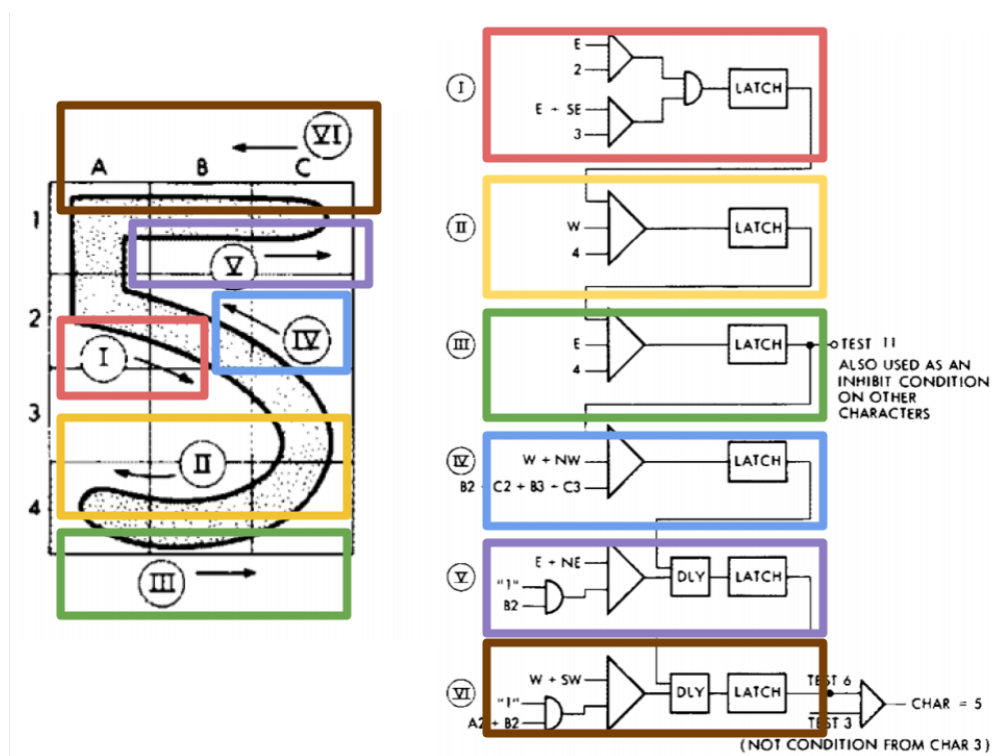 VI
A B C
1
V
2
IV
I
3
II
4
III
I
E
2
E + SE
3
LATCH
II
W
4
LATCH
III
E
4
LATCH
TEST 11
ALSO USED AS AN
INHIBIT CONDITION
ON OTHER
CHARACTERS
IV
W + NW
B2 + C2 + B3 + C3
LATCH
V
E + NE
"1"
B2
DLY
LATCH
VI
W + SW
"1"
A2 + B2
DLY
LATCH
TEST 6
TEST 3
CHAR = 5
(NOT CONDITION FROM CHAR 3)